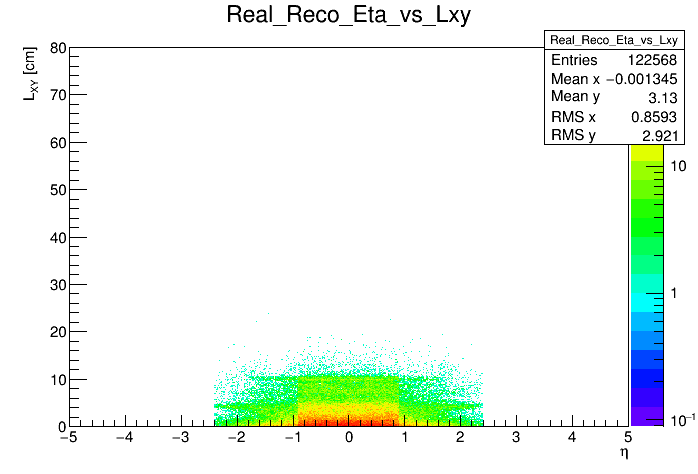 Real_Reco_Eta_vs_Lxy
Real_Reco_Eta_vs_Lxy
Entries 122568
Mean x −0.001345
Mean y 3.13
RMS x 0.8593
RMS y 2.921
L_XY [cm]
80
70
60
50
40
30
20
10
0
−5 −4 −3 −2 −1 0 1 2 3 4 5
η
10
1
10⁻¹